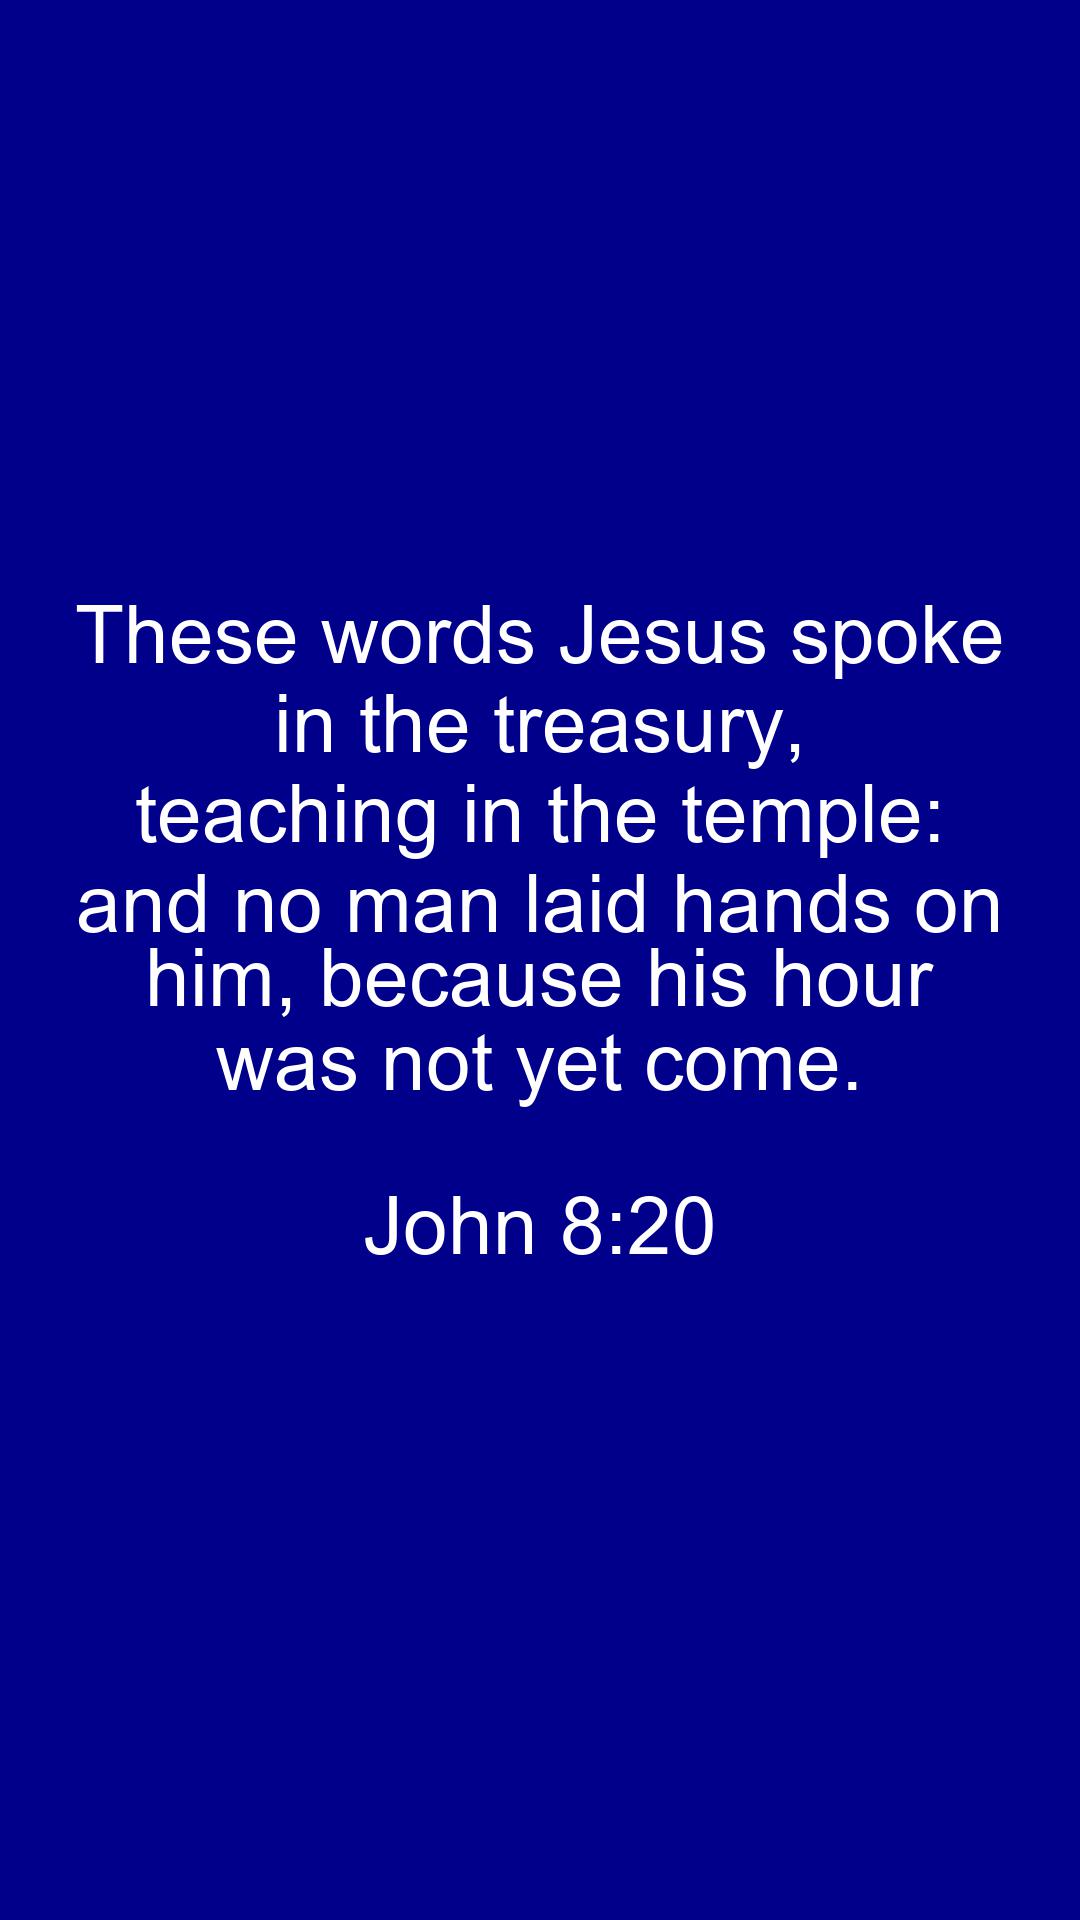 These words Jesus spoke
in the treasury,
teaching in the temple:
and no man laid hands on
him, because his hour
was not yet come.
John 8:20